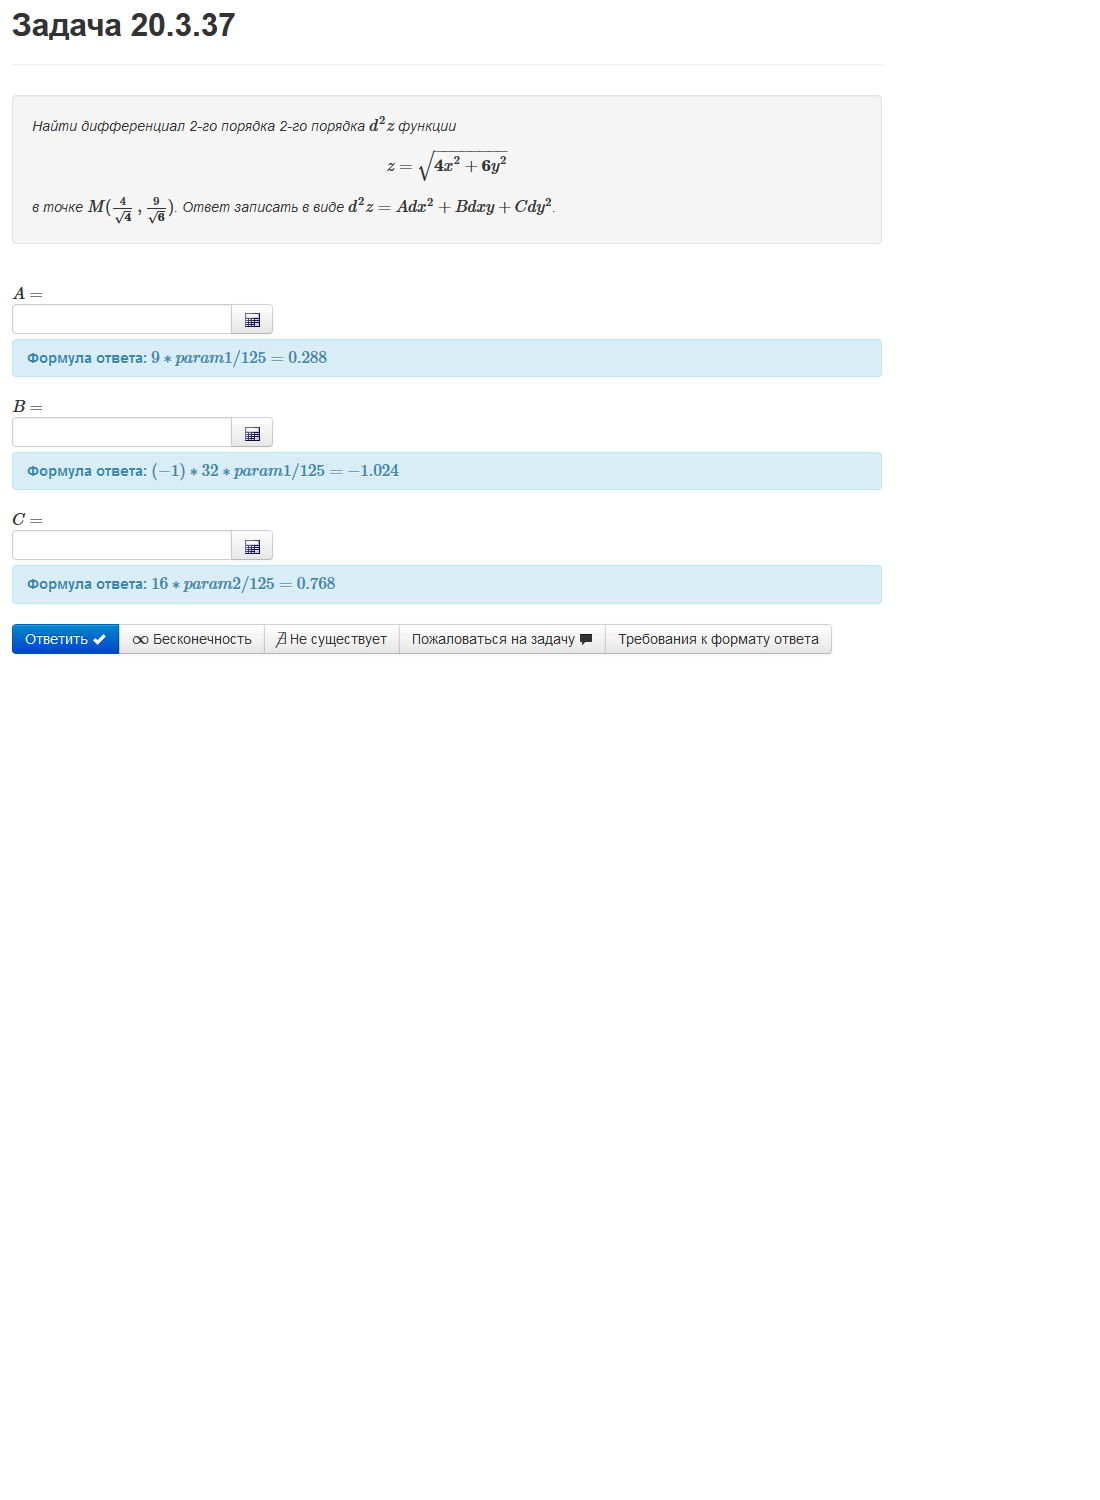 Задача 20.3.37
Найти дифференциал 2-го порядка 2-го порядка $d^2z$ функции
$z = \sqrt{4x^2 + 6y^2}$
в точке $M(\frac{4}{\sqrt{4}}, \frac{9}{\sqrt{6}})$. Ответ записать в виде $d^2z = Adx^2 + Bdxy + Cdy^2$.
$A =$
Формула ответа: $9 * param1/125 = 0.288$
$B =$
Формула ответа: $(-1) * 32 * param1/125 = -1.024$
$C =$
Формула ответа: $16 * param2/125 = 0.768$
Ответить ∞ Бесконечность ∄ Не существует Пожаловаться на задачу Требования к формату ответа